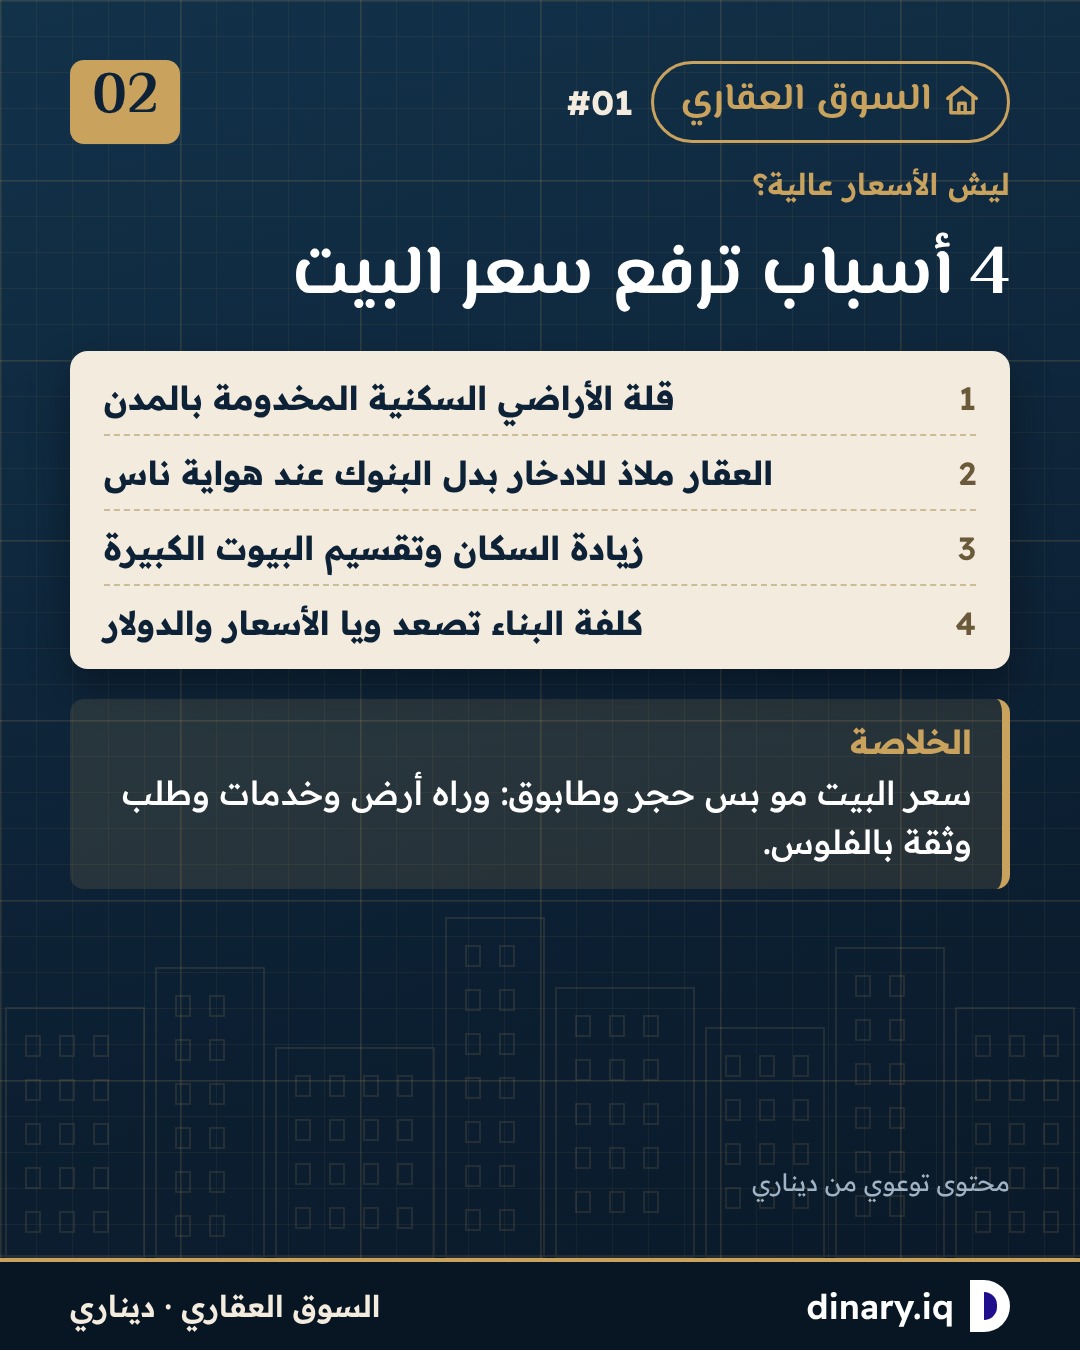 السوق العقاري #01
02
ليش الأسعار عالية؟
4 أسباب ترفع سعر البيت
1 قلة الأراضي السكنية المخدومة بالمدن
2 العقار ملاذ للادخار بدل البنوك عند هواية ناس
3 زيادة السكان وتقسيم البيوت الكبيرة
4 كلفة البناء تصعد ويا الأسعار والدولار
الخلاصة
سعر البيت مو بس حجر وطابوق: وراه أرض وخدمات وطلب
وثقة بالفلوس.
محتوى توعوي من ديناري
dinary.iq
السوق العقاري · ديناري